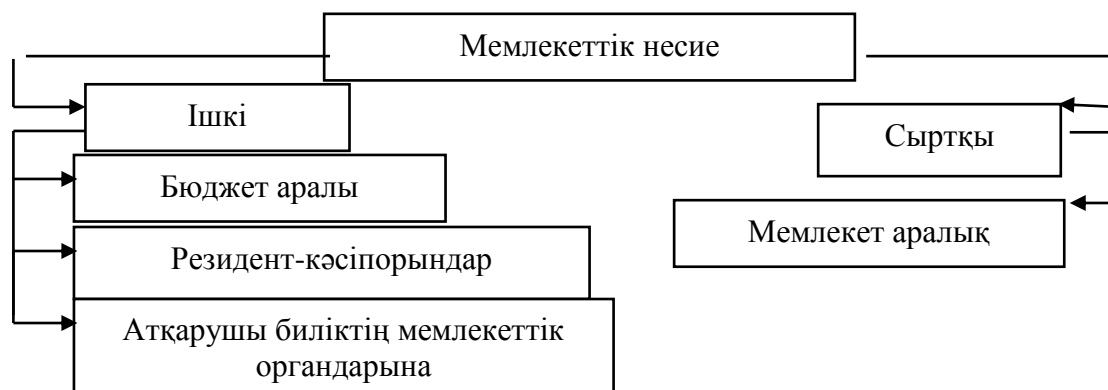 Мемлекеттік несие
Ішкі
Сыртқы
Бюджет аралы
Мемлекет аралық
Резидент-кәсіпорындар
Атқарушы биліктің мемлекеттік
органдарына